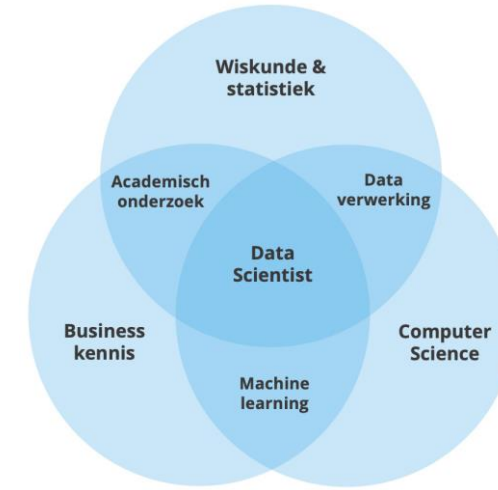 Wiskunde &
statistiek
Academisch
onderzoek
Data
verwerking
Data
Scientist
Business
kennis
Computer
Science
Machine
learning